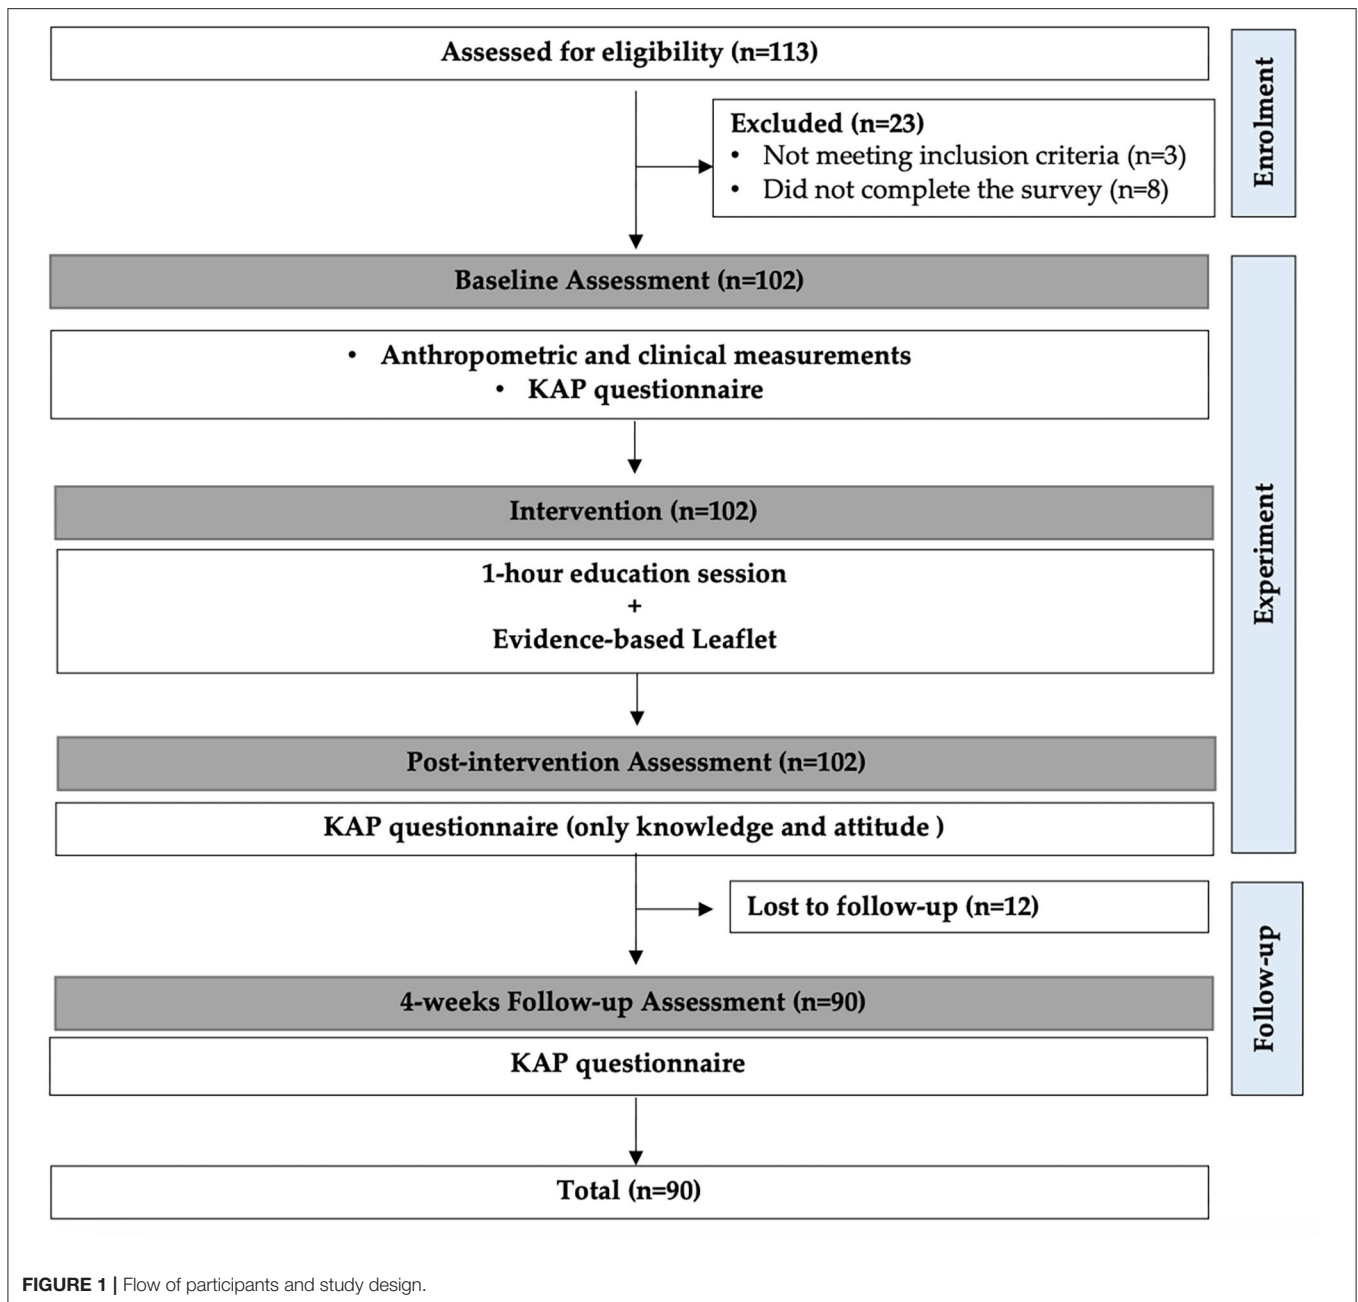 Assessed for eligibility (n=113)
Excluded (n=23)
• Not meeting inclusion criteria (n=3)
• Did not complete the survey (n=8)
Enrolment
Baseline Assessment (n=102)
• Anthropometric and clinical measurements
• KAP questionnaire
Intervention (n=102)
1-hour education session
+
Evidence-based Leaflet
Experiment
Post-intervention Assessment (n=102)
KAP questionnaire (only knowledge and attitude )
Lost to follow-up (n=12)
4-weeks Follow-up Assessment (n=90)
KAP questionnaire
Follow-up
Total (n=90)
FIGURE 1 | Flow of participants and study design.